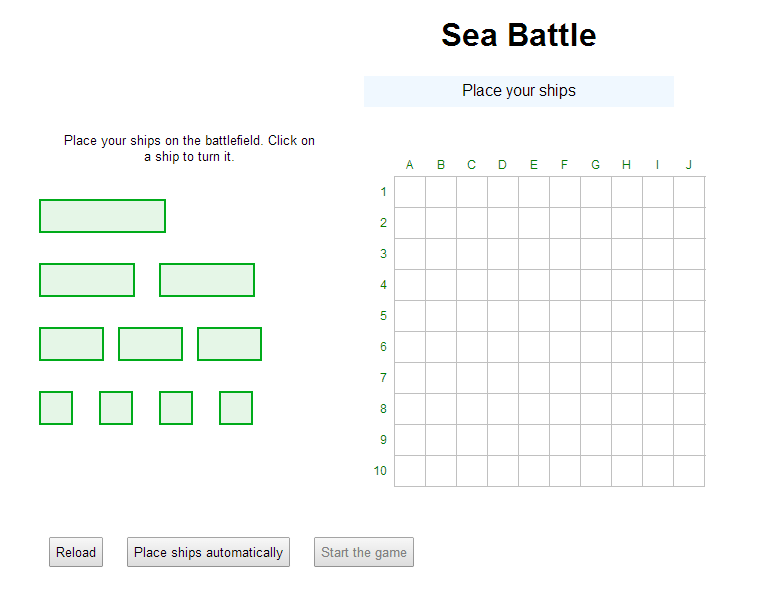 Sea Battle
Place your ships
Place your ships on the battlefield. Click on
a ship to turn it.
A B C D E F G H I J
1
2
3
4
5
6
7
8
9
10
Reload Place ships automatically Start the game